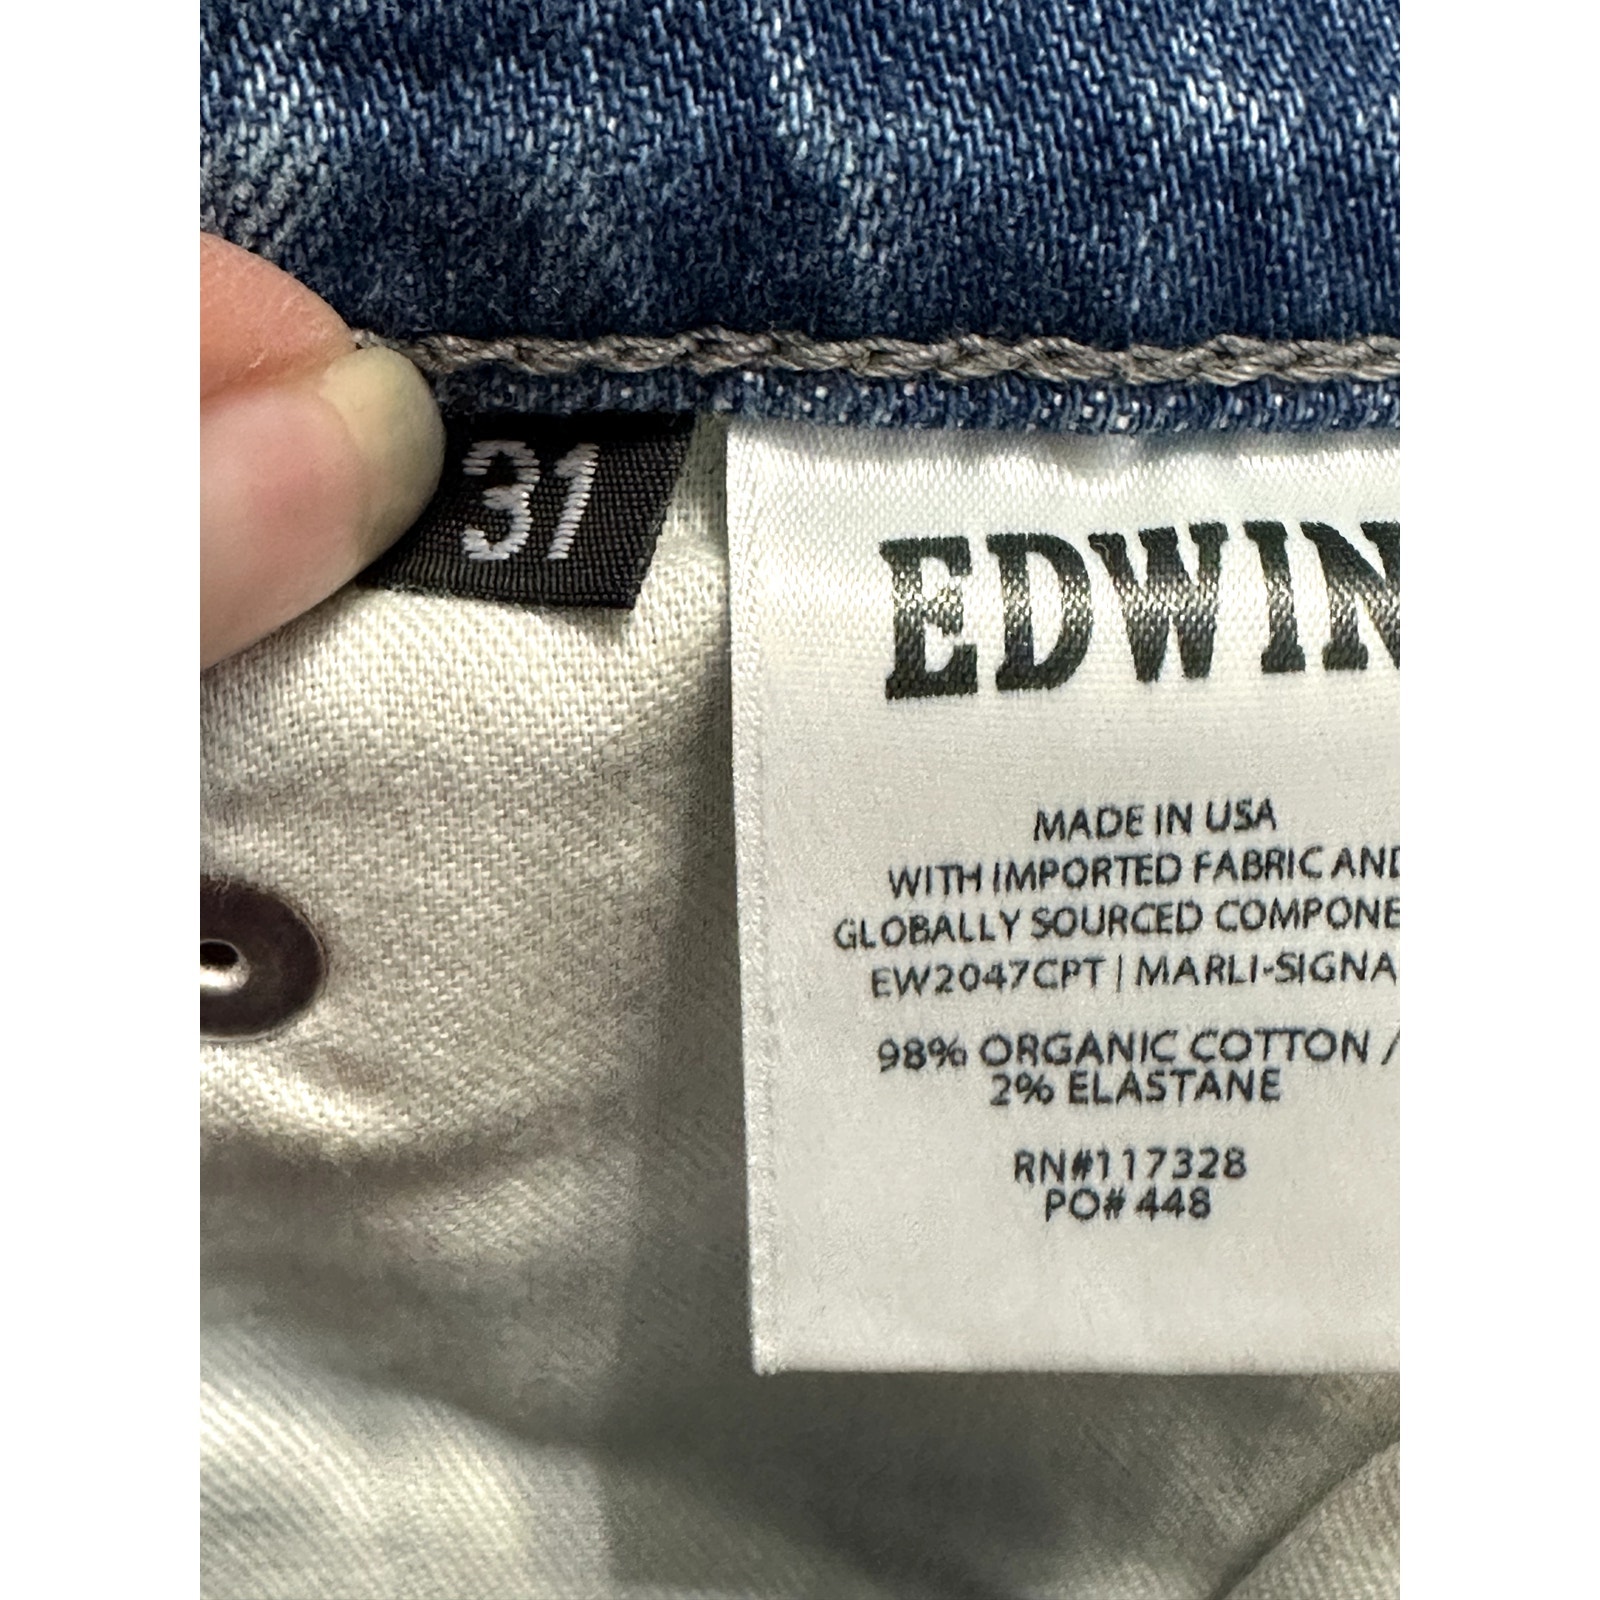 31
EDWIN
MADE IN USA
WITH IMPORTED FABRIC AND
GLOBALLY SOURCED COMPONE
EW2047CPT | MARLI-SIGNA
98% ORGANIC COTTON /
2% ELASTANE
RN#117328
PO# 448